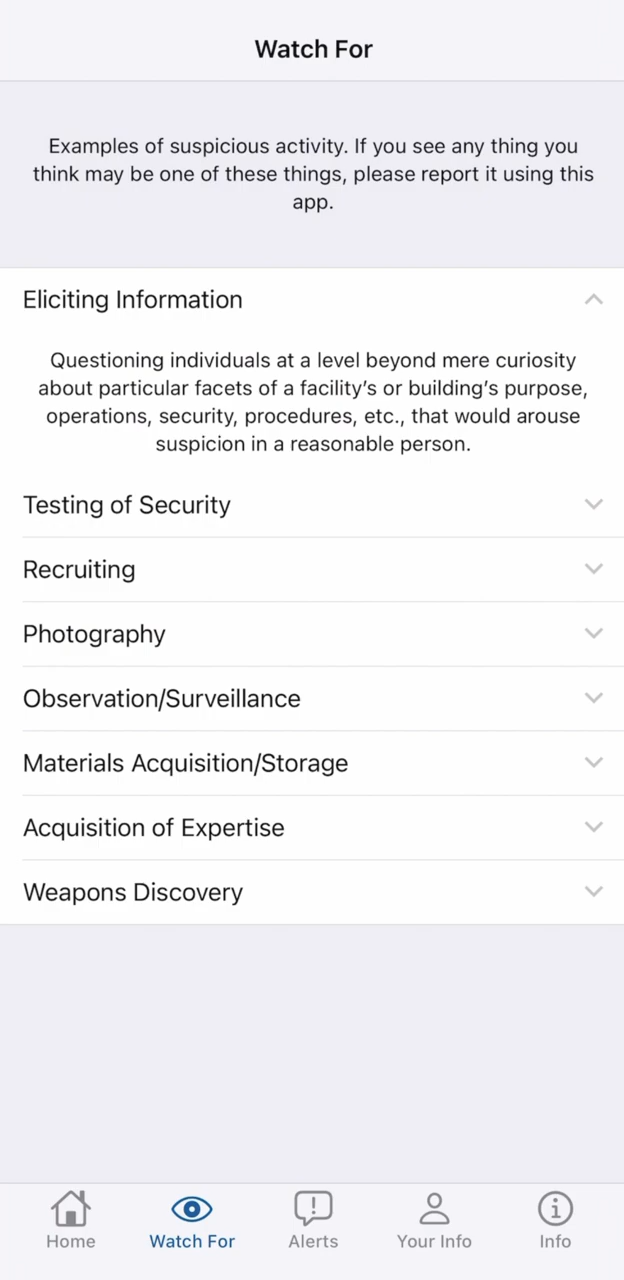 Watch For
Examples of suspicious activity. If you see any thing you
think may be one of these things, please report it using this
app.
Eliciting Information
Questioning individuals at a level beyond mere curiosity
about particular facets of a facility's or building's purpose,
operations, security, procedures, etc., that would arouse
suspicion in a reasonable person.
Testing of Security
Recruiting
Photography
Observation/Surveillance
Materials Acquisition/Storage
Acquisition of Expertise
Weapons Discovery
Home
Watch For
Alerts
Your Info
Info